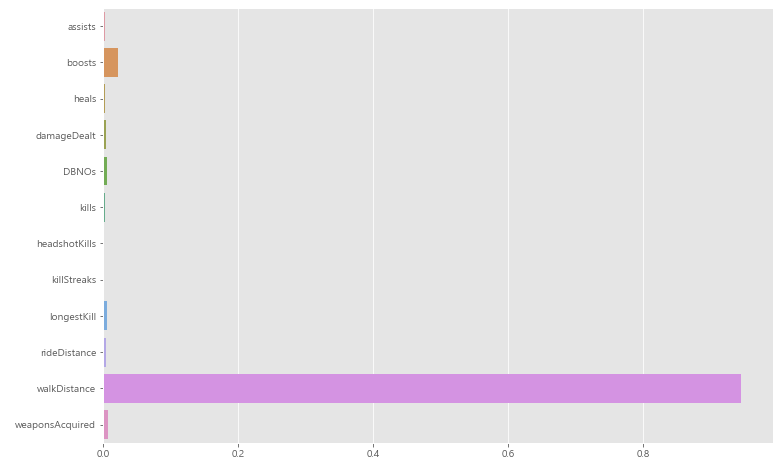 assists
boosts
heals
damageDealt
DBNOs
kills
headshotKills
killStreaks
longestKill
rideDistance
walkDistance
weaponsAcquired
0.0 0.2 0.4 0.6 0.8